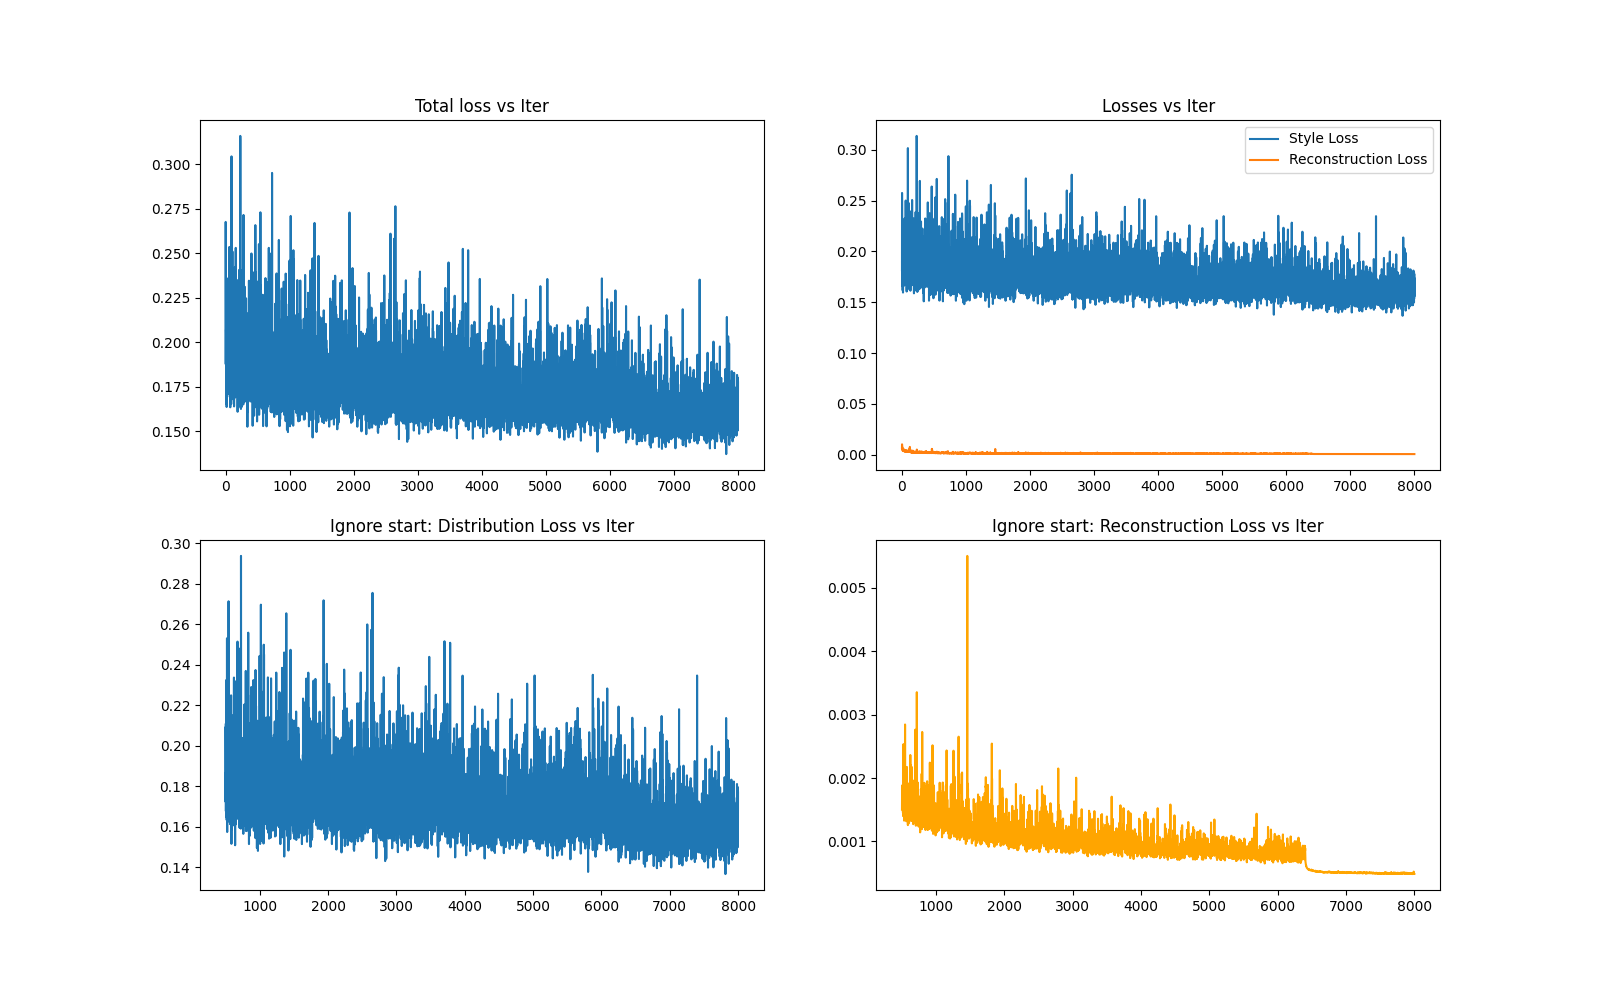 Total loss vs Iter
0.300
0.275
0.250
0.225
0.200
0.175
0.150
0 1000 2000 3000 4000 5000 6000 7000 8000
Losses vs Iter
Style Loss
Reconstruction Loss
0.30
0.25
0.20
0.15
0.10
0.05
0.00
0 1000 2000 3000 4000 5000 6000 7000 8000
Ignore start: Distribution Loss vs Iter
0.30
0.28
0.26
0.24
0.22
0.20
0.18
0.16
0.14
1000 2000 3000 4000 5000 6000 7000 8000
Ignore start: Reconstruction Loss vs Iter
0.005
0.004
0.003
0.002
0.001
1000 2000 3000 4000 5000 6000 7000 8000